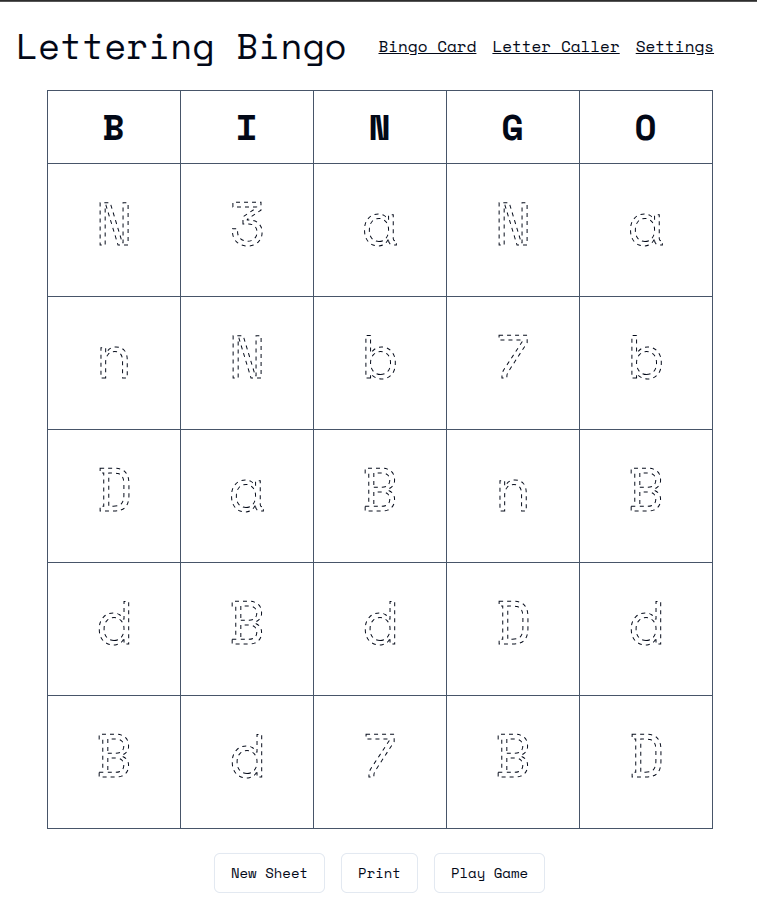 Lettering Bingo Bingo Card Letter Caller Settings
B I N G O
N 3 a N a
n N b 7 b
D a B n B
d B d D d
B d 7 B D
New Sheet Print Play Game